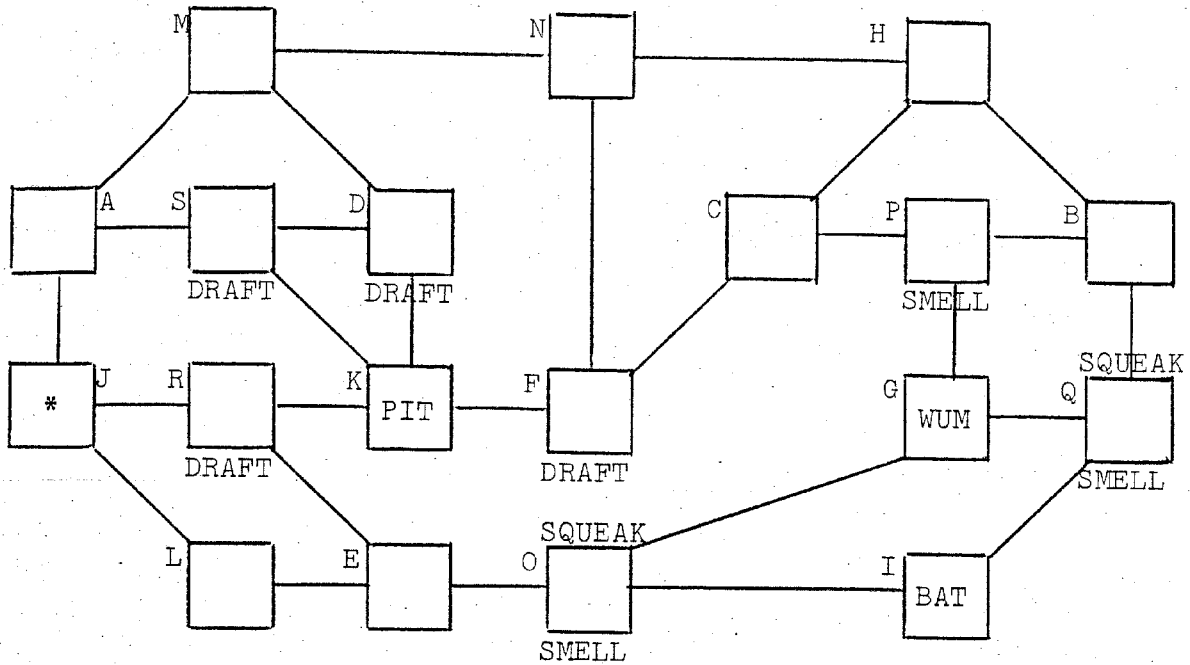 M N H
A S D C P B
DRAFT DRAFT SMELL
J R K F G Q SQUEAK
* PIT WUM
DRAFT DRAFT SMELL
SQUEAK
L E O I
BAT
SMELL